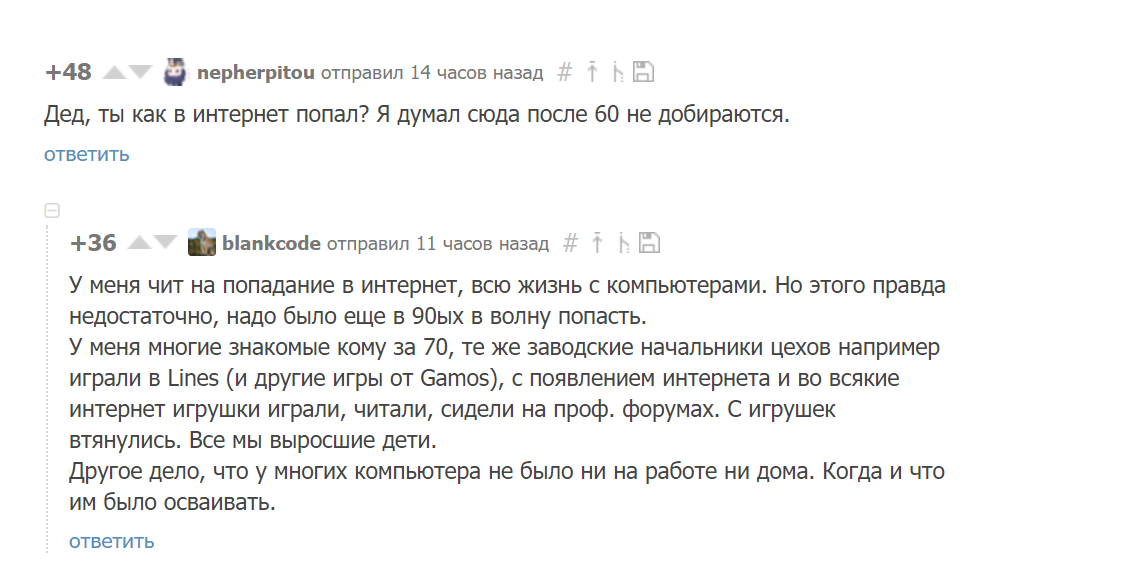 +48 nepherpitou отправил 14 часов назад #
Дед, ты как в интернет попал? Я думал сюда после 60 не добираются.
ответить
+36 blankcode отправил 11 часов назад #
У меня чит на попадание в интернет, всю жизнь с компьютерами. Но этого правда
недостаточно, надо было еще в 90ых в волну попасть.
У меня многие знакомые кому за 70, те же заводские начальники цехов например
играли в Lines (и другие игры от Gamos), с появлением интернета и во всякие
интернет игрушки играли, читали, сидели на проф. форумах. С игрушек
втянулись. Все мы выросшие дети.
Другое дело, что у многих компьютера не было ни на работе ни дома. Когда и что
им было осваивать.
ответить